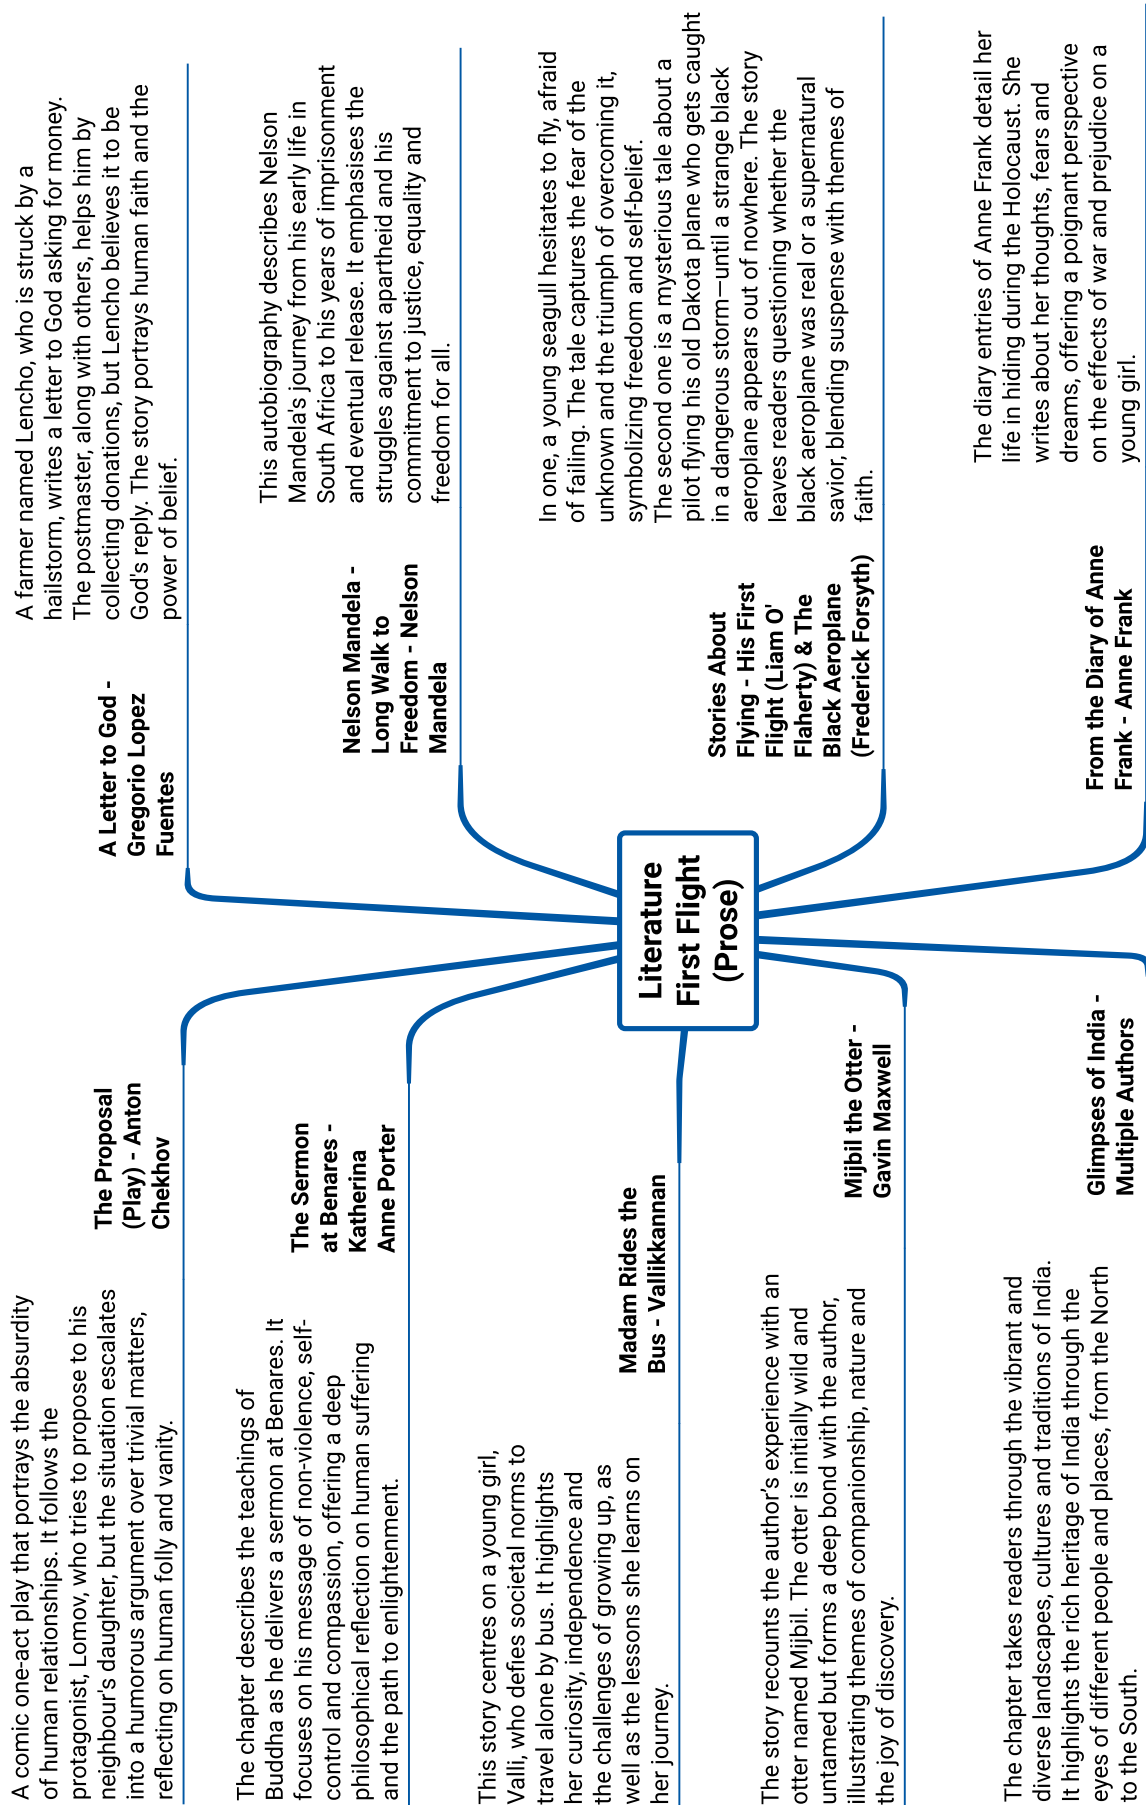 Literature
First Flight
(Prose)
A Letter to God -
Gregorio Lopez
Fuentes
A farmer named Lencho, who is struck by a
hailstorm, writes a letter to God asking for money.
The postmaster, along with others, helps him by
collecting donations, but Lencho believes it to be
God's reply. The story portrays human faith and the
power of belief.
Nelson Mandela -
Long Walk to
Freedom - Nelson
Mandela
This autobiography describes Nelson
Mandela's journey from his early life in
South Africa to his years of imprisonment
and eventual release. It emphasises the
struggles against apartheid and his
commitment to justice, equality and
freedom for all.
Stories About
Flying - His First
Flight (Liam O'
Flaherty) & The
Black Aeroplane
(Frederick Forsyth)
In one, a young seagull hesitates to fly, afraid
of failing. The tale captures the fear of the
unknown and the triumph of overcoming it,
symbolizing freedom and self-belief.
The second one is a mysterious tale about a
pilot flying his old Dakota plane who gets caught
in a dangerous storm—until a strange black
aeroplane appears out of nowhere. The story
leaves readers questioning whether the
black aeroplane was real or a supernatural
savior, blending suspense with themes of
faith.
From the Diary of Anne
Frank - Anne Frank
The diary entries of Anne Frank detail her
life in hiding during the Holocaust. She
writes about her thoughts, fears and
dreams, offering a poignant perspective
on the effects of war and prejudice on a
young girl.
The Proposal
(Play) - Anton
Chekhov
A comic one-act play that portrays the absurdity
of human relationships. It follows the
protagonist, Lomov, who tries to propose to his
neighbour's daughter, but the situation escalates
into a humorous argument over trivial matters,
reflecting on human folly and vanity.
The Sermon
at Benares -
Katherina
Anne Porter
The chapter describes the teachings of
Buddha as he delivers a sermon at Benares. It
focuses on his message of non-violence, self-
control and compassion, offering a deep
philosophical reflection on human suffering
and the path to enlightenment.
Madam Rides the
Bus - Vallikkannan
This story centres on a young girl,
Valli, who defies societal norms to
travel alone by bus. It highlights
her curiosity, independence and
the challenges of growing up, as
well as the lessons she learns on
her journey.
Mijbil the Otter -
Gavin Maxwell
The story recounts the author's experience with an
otter named Mijbil. The otter is initially wild and
untamed but forms a deep bond with the author,
illustrating themes of companionship, nature and
the joy of discovery.
Glimpses of India -
Multiple Authors
The chapter takes readers through the vibrant and
diverse landscapes, cultures and traditions of India.
It highlights the rich heritage of India through the
eyes of different people and places, from the North
to the South.